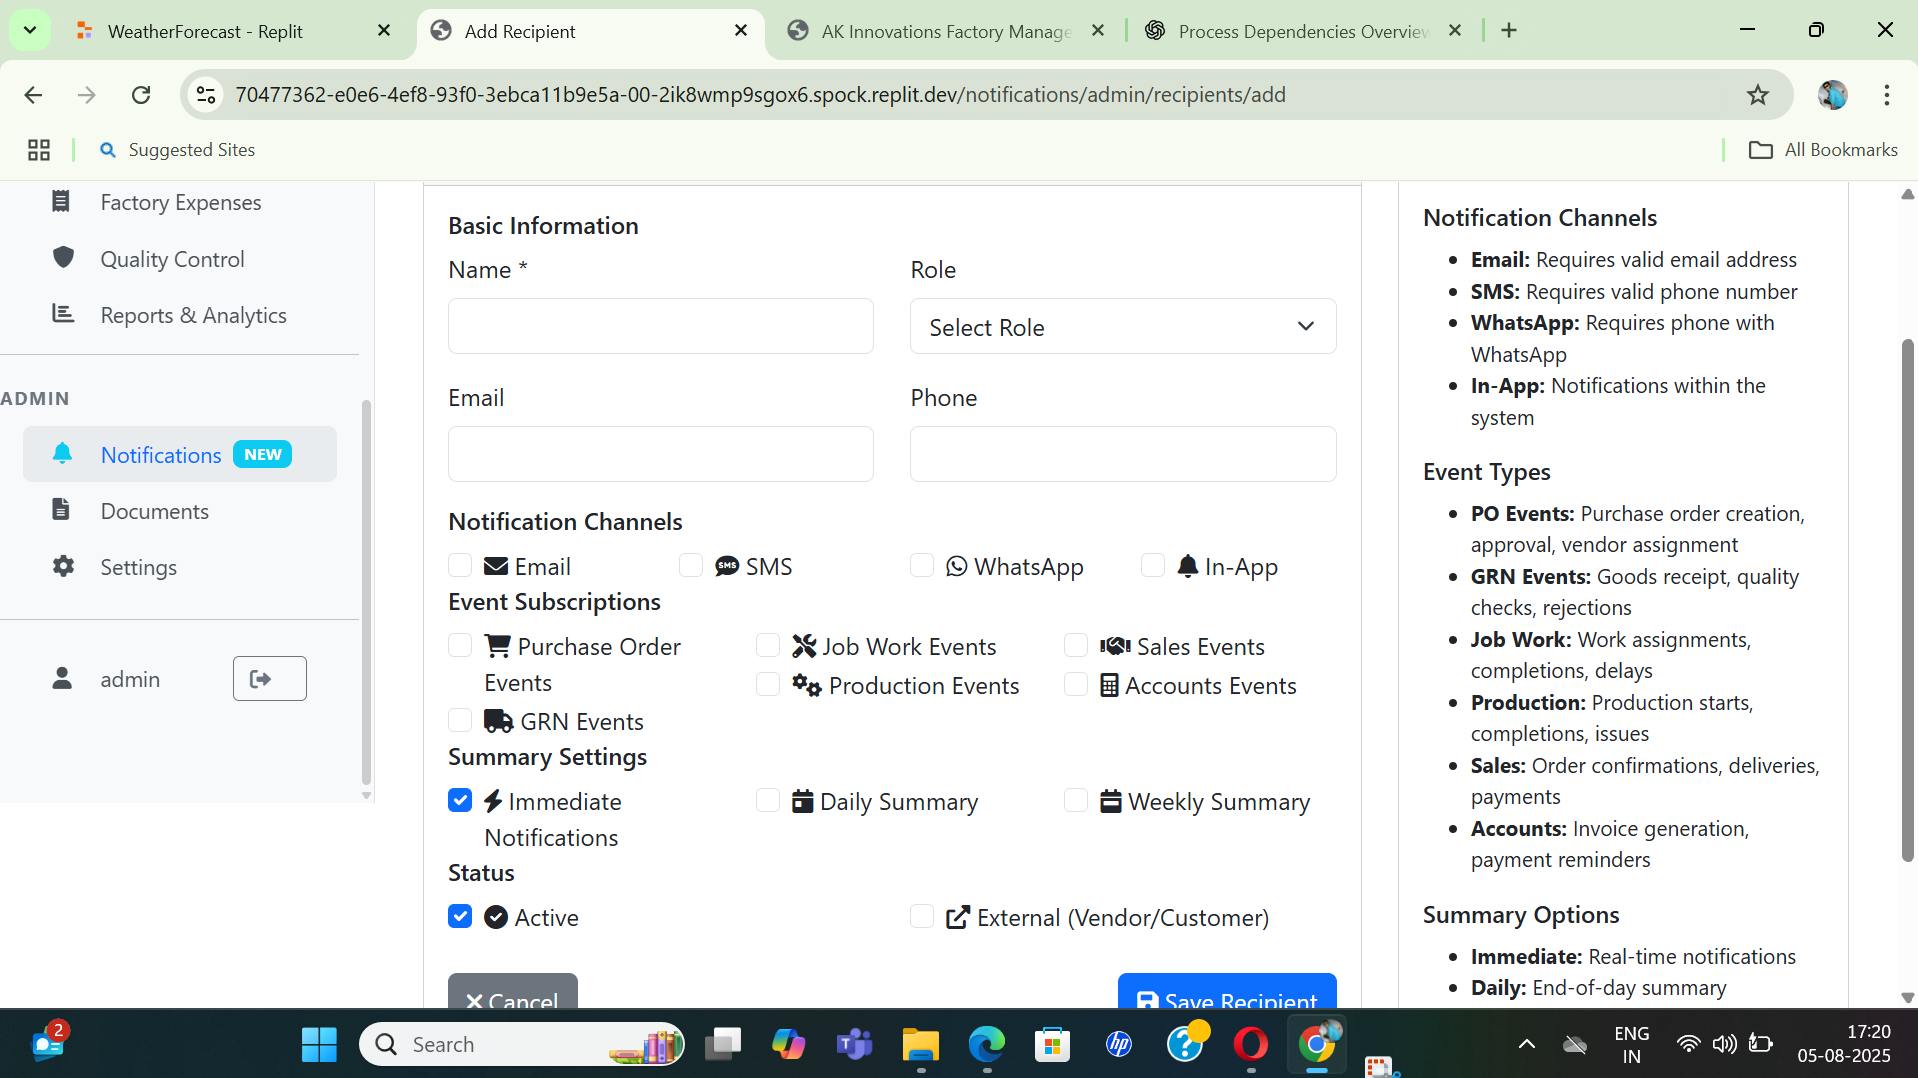 WeatherForecast - Replit
Add Recipient
AK Innovations Factory Manage
Process Dependencies Overview
70477362-e0e6-4ef8-93f0-3ebca11b9e5a-00-2ik8wmp9sgox6.spock.replit.dev/notifications/admin/recipients/add
Suggested Sites
All Bookmarks
Factory Expenses
Quality Control
Reports & Analytics
ADMIN
Notifications NEW
Documents
Settings
admin
Basic Information
Name *
Role
Select Role
Email
Phone
Notification Channels
Email
SMS SMS
WhatsApp
In-App
Event Subscriptions
Purchase Order
Events
Job Work Events
Sales Events
Production Events
Accounts Events
GRN Events
Summary Settings
Immediate
Notifications
Daily Summary
Weekly Summary
Status
Active
External (Vendor/Customer)
Cancel
Save Recipient
Notification Channels
Email: Requires valid email address
SMS: Requires valid phone number
WhatsApp: Requires phone with
WhatsApp
In-App: Notifications within the
system
Event Types
PO Events: Purchase order creation,
approval, vendor assignment
GRN Events: Goods receipt, quality
checks, rejections
Job Work: Work assignments,
completions, delays
Production: Production starts,
completions, issues
Sales: Order confirmations, deliveries,
payments
Accounts: Invoice generation,
payment reminders
Summary Options
Immediate: Real-time notifications
Daily: End-of-day summary
2
Search
hp
ENG
IN
17:20
05-08-2025